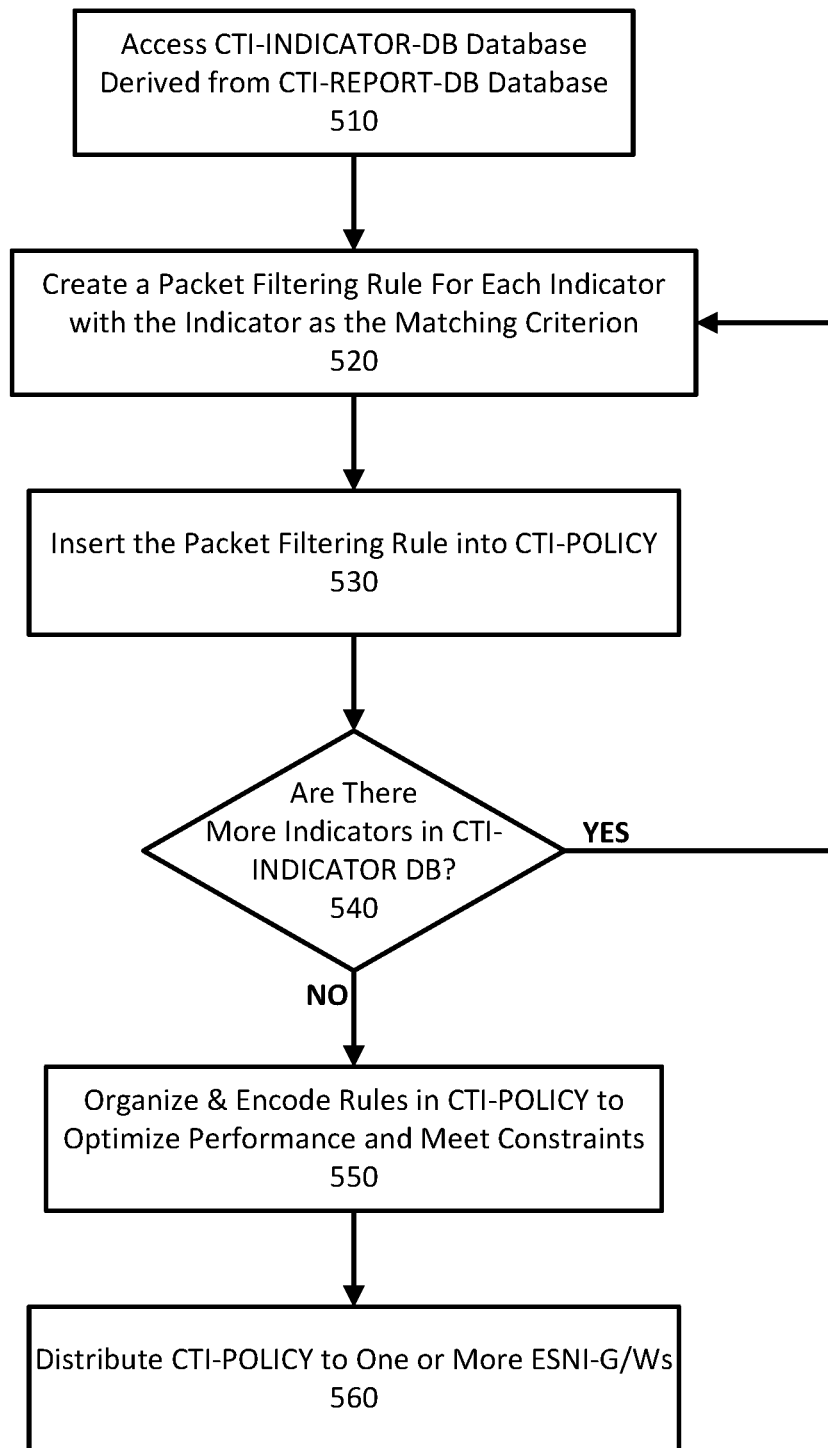 Access CTI-INDICATOR-DB Database
Derived from CTI-REPORT-DB Database
510
Create a Packet Filtering Rule For Each Indicator
with the Indicator as the Matching Criterion
520
Insert the Packet Filtering Rule into CTI-POLICY
530
Are There
More Indicators in CTI-
INDICATOR DB?
540
YES
NO
Organize & Encode Rules in CTI-POLICY to
Optimize Performance and Meet Constraints
550
Distribute CTI-POLICY to One or More ESNI-G/Ws
560